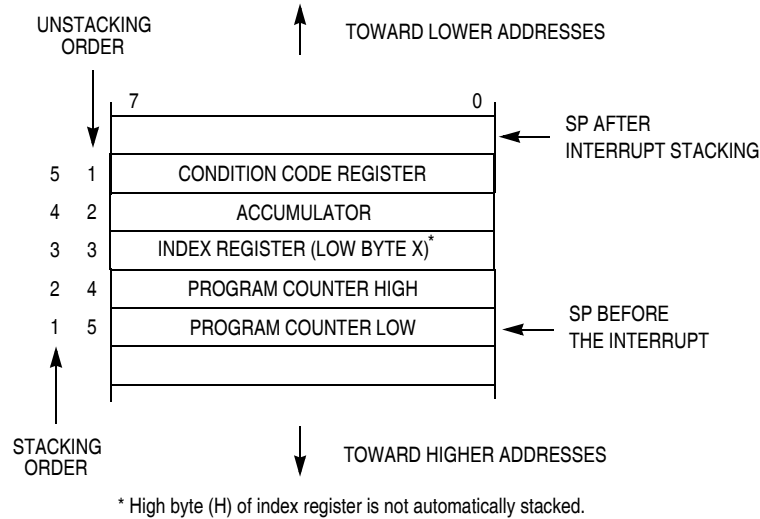 UNSTACKING
ORDER
TOWARD LOWER ADDRESSES
7 0
SP AFTER
INTERRUPT STACKING
5 1 CONDITION CODE REGISTER
4 2 ACCUMULATOR
3 3 INDEX REGISTER (LOW BYTE X)*
2 4 PROGRAM COUNTER HIGH
1 5 PROGRAM COUNTER LOW
SP BEFORE
THE INTERRUPT
STACKING
ORDER
TOWARD HIGHER ADDRESSES
* High byte (H) of index register is not automatically stacked.